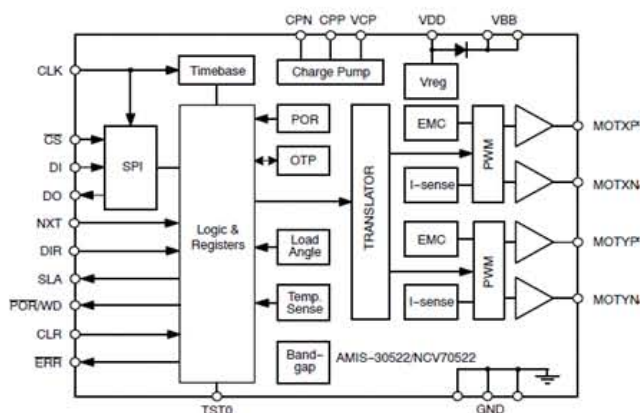 CPN CPP VCP VDD VBB
CLK
Timebase
Charge Pump
Vreg
CS
DI
DO
SPI
NXT
DIR
SLA
POR/WD
CLR
ERR
Logic &
Registers
POR
OTP
Load
Angle
Temp.
Sense
Band-
gap
TRANSLATOR
EMC
I-sense
PWM
EMC
I-sense
PWM
MOTXP
MOTXN
MOTYP
MOTYN
AMIS-30522/NCV70522
TST0
GND